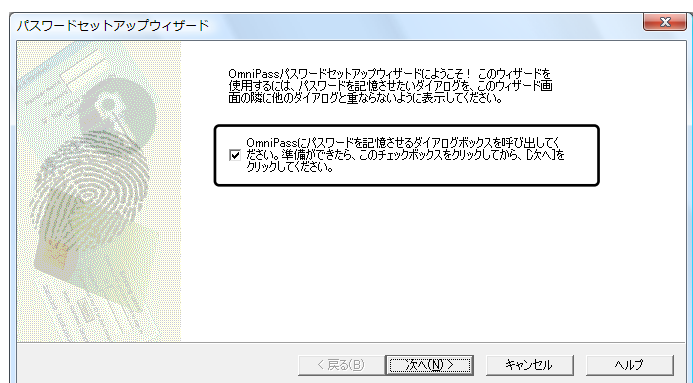 パスワードセットアップウィザード
OmniPassパスワードセットアップウィザードにようこそ！ このウィザードを
使用するには、パスワードを記憶させたいダイアログを、このウィザード画
面の隣に他のダイアログと重ならないように表示してください。
OmniPassにパスワードを記憶させるダイアログボックスを呼び出してく
ださい。準備ができたら、このチェックボックスをクリックしてから、[次へ]を
クリックしてください。
< 戻る(B) 次へ(N) > キャンセル ヘルプ